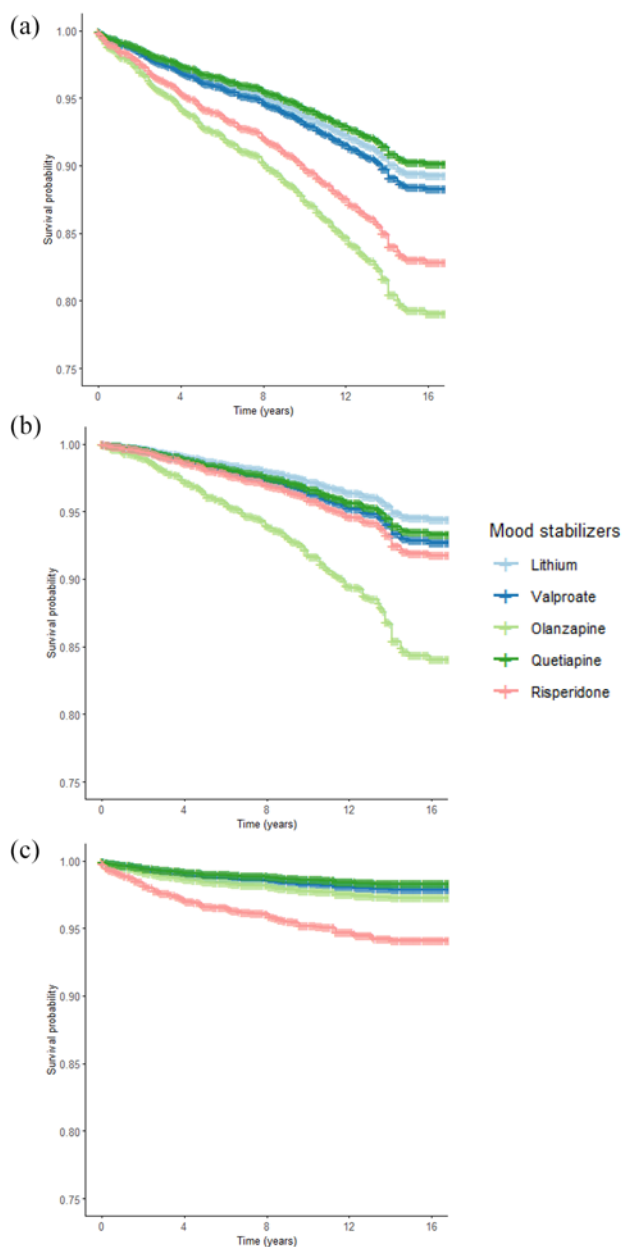 (a)
1.00
0.95
0.90
0.85
0.80
0.75
Survival probability
0 4 8 12 16
Time (years)
(b)
1.00
0.95
0.90
0.85
0.80
0.75
Survival probability
0 4 8 12 16
Time (years)
Mood stabilizers
Lithium
Valproate
Olanzapine
Quetiapine
Risperidone
(c)
1.00
0.95
0.90
0.85
0.80
0.75
Survival probability
0 4 8 12 16
Time (years)